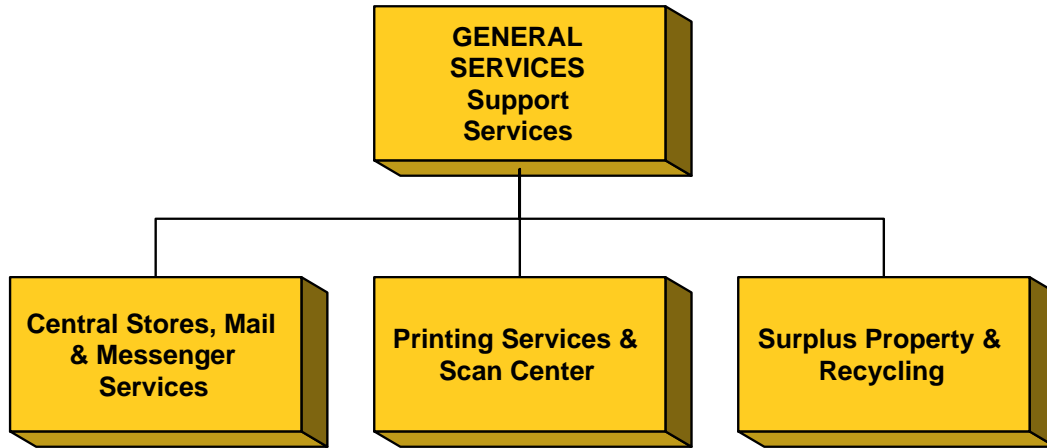 GENERAL
SERVICES
Support
Services
Central Stores, Mail
& Messenger
Services
Printing Services &
Scan Center
Surplus Property &
Recycling